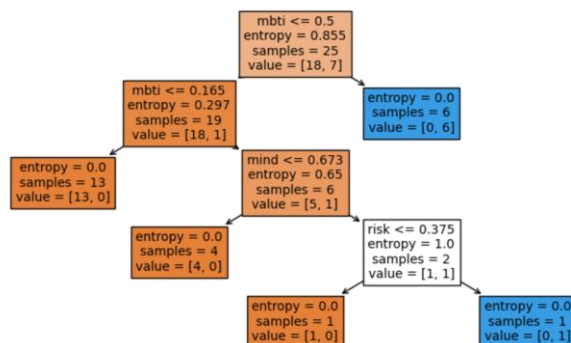 mbti <= 0.5
entropy = 0.855
samples = 25
value = [18, 7]
mbti <= 0.165
entropy = 0.297
samples = 19
value = [18, 1]
entropy = 0.0
samples = 6
value = [0, 6]
entropy = 0.0
samples = 13
value = [13, 0]
mind <= 0.673
entropy = 0.65
samples = 6
value = [5, 1]
entropy = 0.0
samples = 4
value = [4, 0]
risk <= 0.375
entropy = 1.0
samples = 2
value = [1, 1]
entropy = 0.0
samples = 1
value = [1, 0]
entropy = 0.0
samples = 1
value = [0, 1]